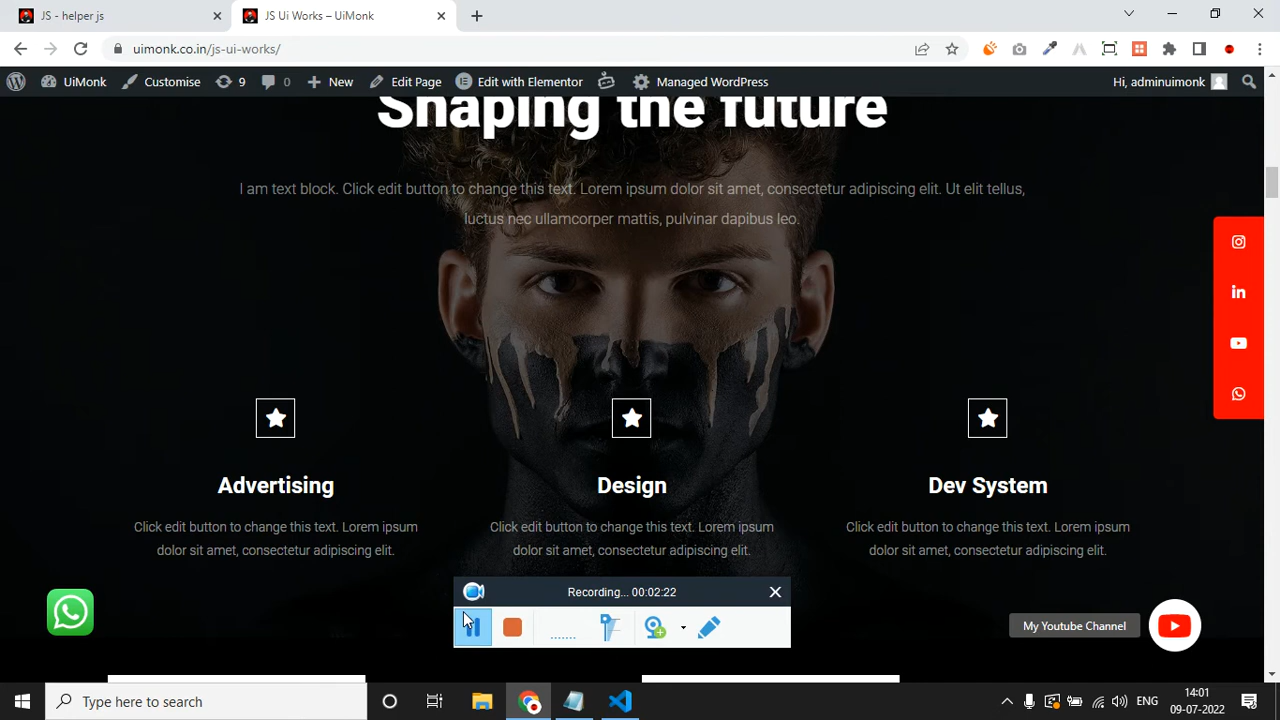 JS - helper js
JS Ui Works – UiMonk
uimonk.co.in/js-ui-works/
UiMonk Customise 9 0 New Edit Page Edit with Elementor Managed WordPress Hi, adminuimonk
Shaping the future
I am text block. Click edit button to change this text. Lorem ipsum dolor sit amet, consectetur adipiscing elit. Ut elit tellus,
luctus nec ullamcorper mattis, pulvinar dapibus leo.
Advertising
Click edit button to change this text. Lorem ipsum
dolor sit amet, consectetur adipiscing elit.
Design
Click edit button to change this text. Lorem ipsum
dolor sit amet, consectetur adipiscing elit.
Dev System
Click edit button to change this text. Lorem ipsum
dolor sit amet, consectetur adipiscing elit.
Recording... 00:02:22
My Youtube Channel
Type here to search
ENG
14:01
09-07-2022